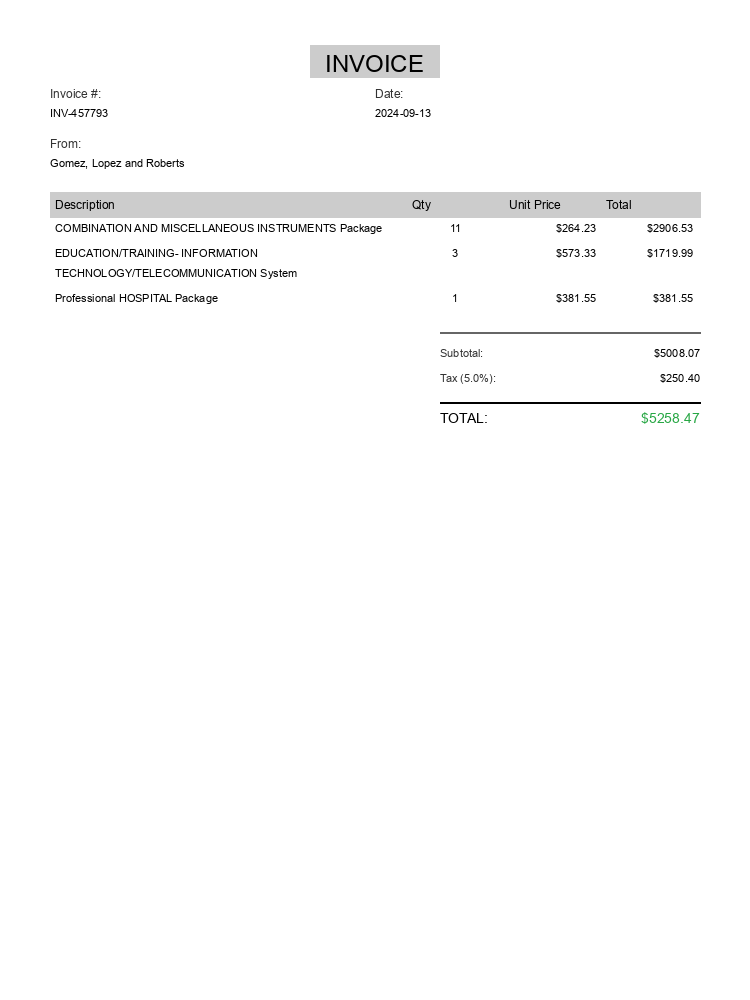 INVOICE
Invoice #: Date:
INV-457793 2024-09-13
From:
Gomez, Lopez and Roberts
Description Qty Unit Price Total
COMBINATION AND MISCELLANEOUS INSTRUMENTS Package 11 $264.23 $2906.53
EDUCATION/TRAINING- INFORMATION 3 $573.33 $1719.99
TECHNOLOGY/TELECOMMUNICATION System
Professional HOSPITAL Package 1 $381.55 $381.55
Subtotal: $5008.07
Tax (5.0%): $250.40
TOTAL: $5258.47